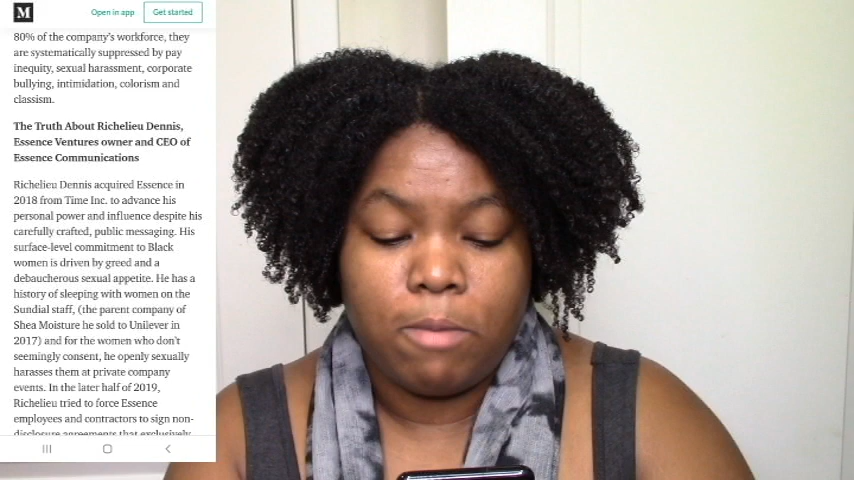 M
Open in app
Get started
80% of the company's workforce, they
are systematically suppressed by pay
inequity, sexual harassment, corporate
bullying, intimidation, colorism and
classism.
The Truth About Richelieu Dennis,
Essence Ventures owner and CEO of
Essence Communications
Richelieu Dennis acquired Essence in
2018 from Time Inc. to advance his
personal power and influence despite his
carefully crafted, public messaging. His
surface-level commitment to Black
women is driven by greed and a
debaucherous sexual appetite. He has a
history of sleeping with women on the
Sundial staff, (the parent company of
Shea Moisture he sold to Unilever in
2017) and for the women who don't
seemingly consent, he openly sexually
harasses them at private company
events. In the later half of 2019,
Richelieu tried to force Essence
employees and contractors to sign non-
disclosure agreements that exclusively